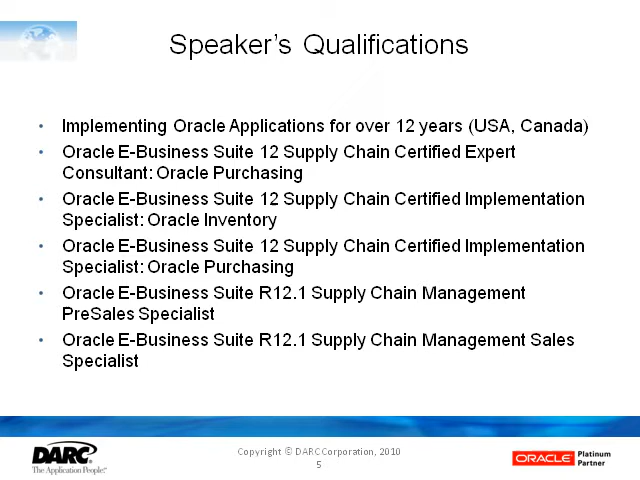 Speaker's Qualifications
• Implementing Oracle Applications for over 12 years (USA, Canada)
• Oracle E-Business Suite 12 Supply Chain Certified Expert
Consultant: Oracle Purchasing
• Oracle E-Business Suite 12 Supply Chain Certified Implementation
Specialist: Oracle Inventory
• Oracle E-Business Suite 12 Supply Chain Certified Implementation
Specialist: Oracle Purchasing
• Oracle E-Business Suite R12.1 Supply Chain Management
PreSales Specialist
• Oracle E-Business Suite R12.1 Supply Chain Management Sales
Specialist
DARC
The Application People.
Copyright © DARC Corporation, 2010
5
ORACLE Platinum
Partner